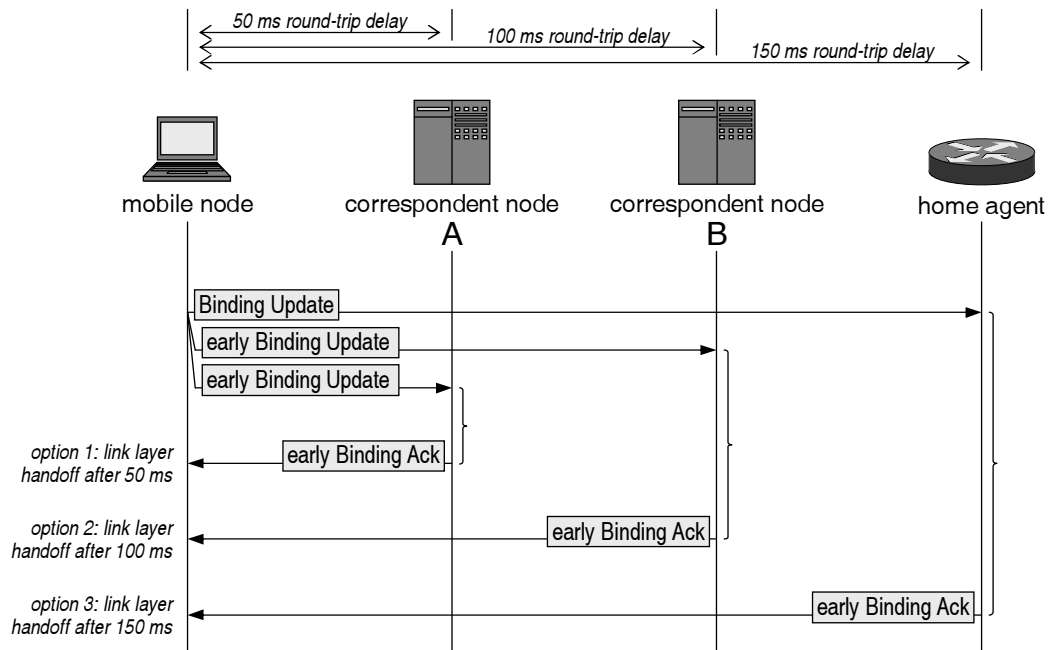 50 ms round-trip delay
100 ms round-trip delay
150 ms round-trip delay
mobile node
correspondent node
A
correspondent node
B
home agent
Binding Update
early Binding Update
early Binding Update
option 1: link layer
handoff after 50 ms
early Binding Ack
option 2: link layer
handoff after 100 ms
early Binding Ack
option 3: link layer
handoff after 150 ms
early Binding Ack